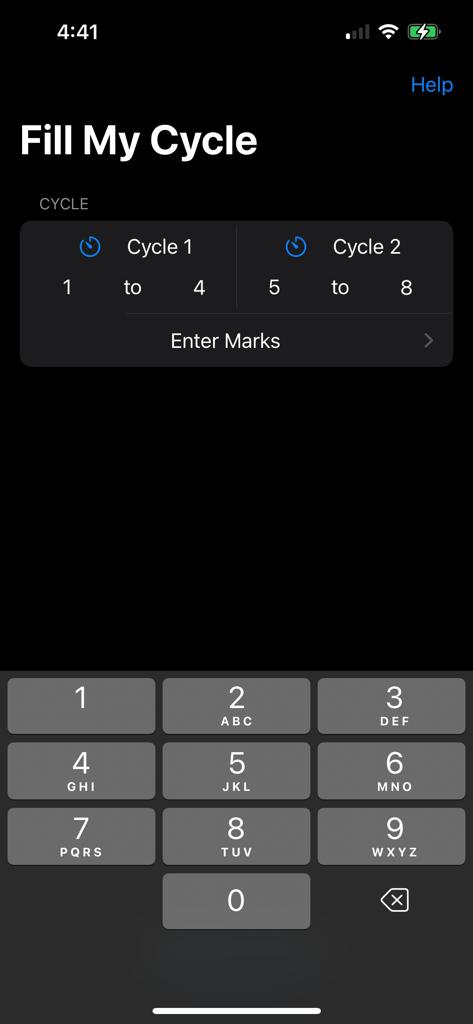 4:41
Help
Fill My Cycle
CYCLE
Cycle 1 Cycle 2
1 to 4 5 to 8
Enter Marks
1 2 3
ABC DEF
4 5 6
GHI JKL MNO
7 8 9
PQRS TUV WXYZ
0